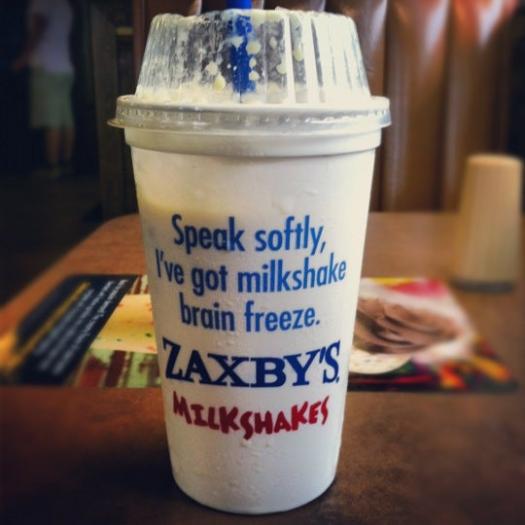 Speak softly,
I've got milkshake
brain freeze.
ZAXBY'S
MILKSHAKES